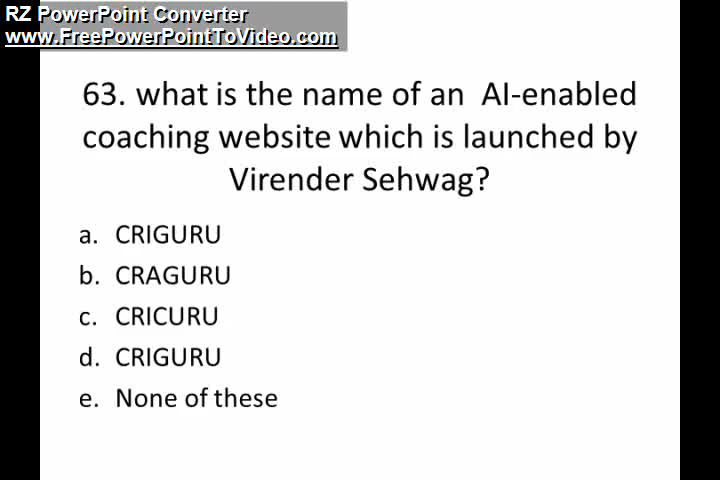 RZ PowerPoint Converter
www.FreePowerPointToVideo.com
63. what is the name of an AI-enabled
coaching website which is launched by
Virender Sehwag?
a. CRIGURU
b. CRAGURU
c. CRICURU
d. CRIGURU
e. None of these